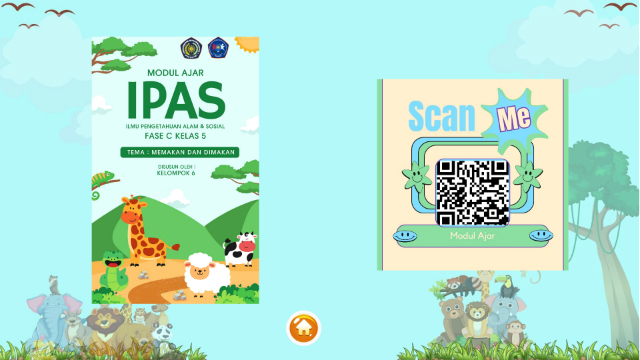 MODUL AJAR
IPAS
ILMU PENGETAHUAN ALAM & SOSIAL
FASE C KELAS 5
TEMA : MEMAKAN DAN DIMAKAN
DISUSUN OLEH :
KELOMPOK 6
Scan Me
Modul Ajar